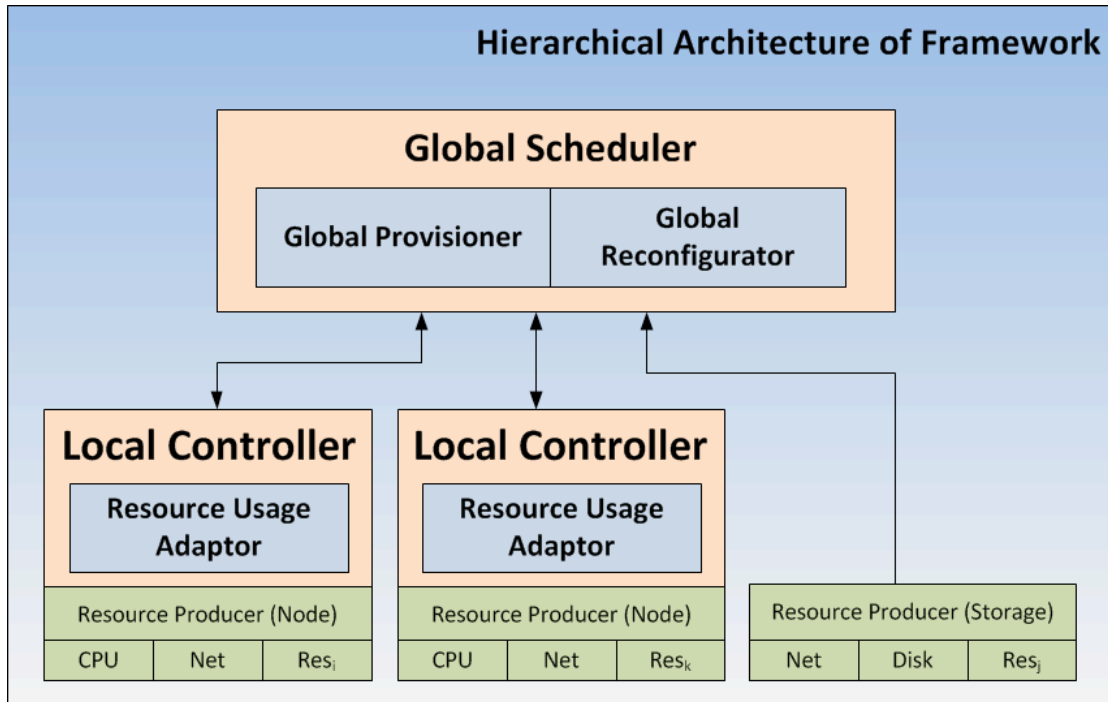 Hierarchical Architecture of Framework
Global Scheduler
Global Provisioner
Global
Reconfigurator
Local Controller
Resource Usage
Adaptor
Resource Producer (Node)
CPU
Net
Resᵢ
Local Controller
Resource Usage
Adaptor
Resource Producer (Node)
CPU
Net
Resₖ
Resource Producer (Storage)
Net
Disk
Resⱼ